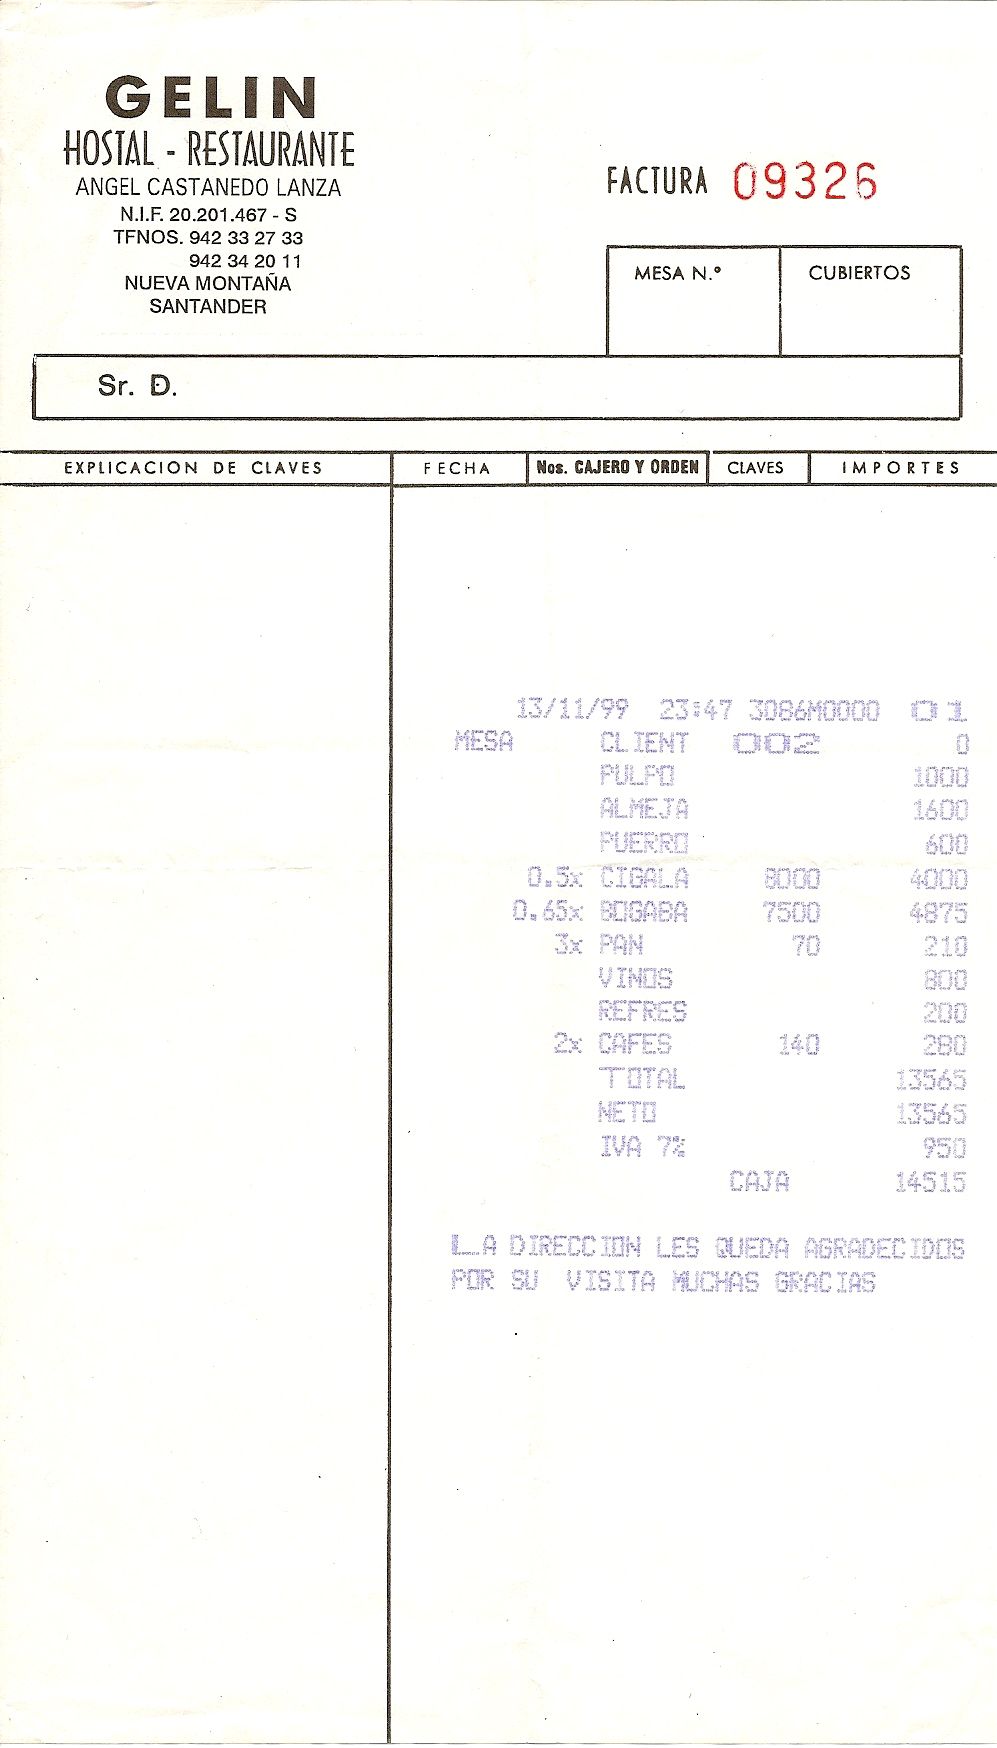 GELIN
HOSTAL - RESTAURANTE
ANGEL CASTANEDO LANZA
N.I.F. 20.201.467 - S
TFNOS. 942 33 27 33
942 34 20 11
NUEVA MONTAÑA
SANTANDER
FACTURA 09326
MESA N.º CUBIERTOS
Sr. D.
EXPLICACION DE CLAVES FECHA Nos. CAJERO Y ORDEN CLAVES IMPORTES
13/11/99 23:47 3086M0000 01
MESA CLIENT 002 0
PULPO 1000
ALMEJA 1600
PUERRO 600
0.5x CIGALA 8000 4000
0.65x BOGABA 7500 4875
3x PAN 70 210
VINOS 800
REFRES 200
2x CAFES 140 280
TOTAL 13565
NETO 13565
IVA 7% 950
CAJA 14515
LA DIRECCION LES QUEDA AGRADECIDOS
POR SU VISITA MUCHAS GRACIAS